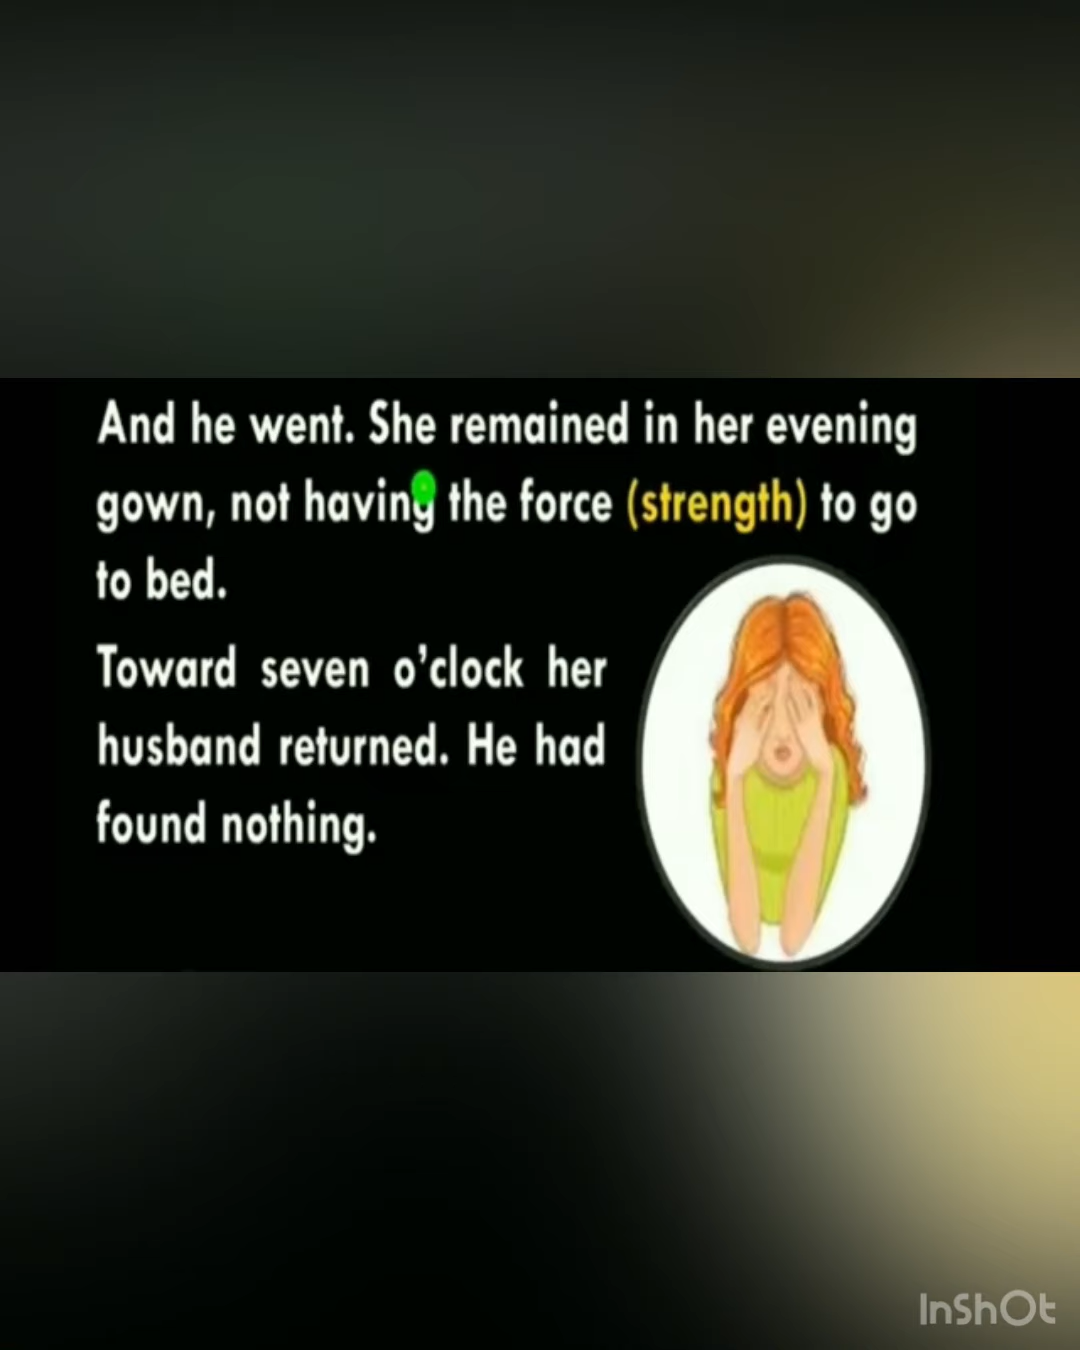 And he went. She remained in her evening
gown, not having the force (strength) to go
to bed.
Toward seven o'clock her
husband returned. He had
found nothing.
InShOt